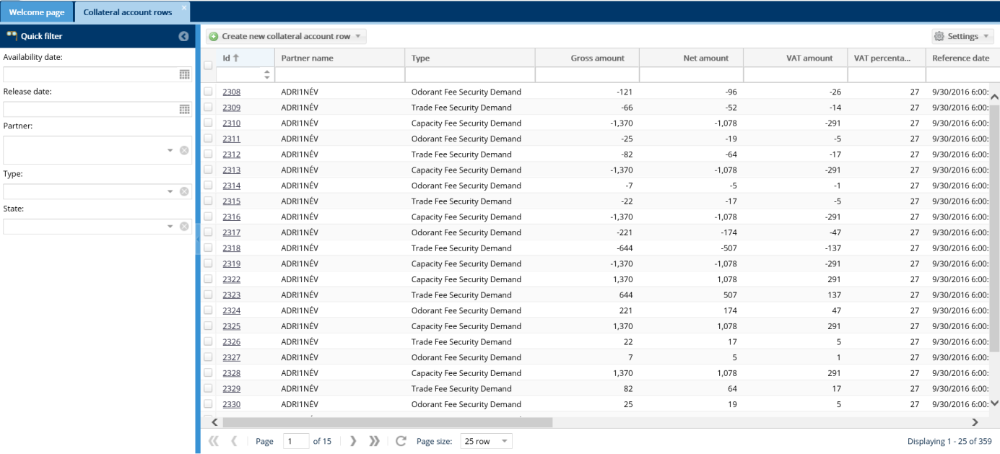 Welcome page Collateral account rows
Quick filter
Availability date:
Release date:
Partner:
Type:
State:
Create new collateral account row Settings
Id Partner name Type Gross amount Net amount VAT amount VAT percenta... Reference date
2308 ADRI1NÉV Odorant Fee Security Demand -121 -96 -26 27 9/30/2016 6:00:
2309 ADRI1NÉV Trade Fee Security Demand -66 -52 -14 27 9/30/2016 6:00:
2310 ADRI1NÉV Capacity Fee Security Demand -1,370 -1,078 -291 27 9/30/2016 6:00:
2311 ADRI1NÉV Odorant Fee Security Demand -25 -19 -5 27 9/30/2016 6:00:
2312 ADRI1NÉV Trade Fee Security Demand -82 -64 -17 27 9/30/2016 6:00:
2313 ADRI1NÉV Capacity Fee Security Demand -1,370 -1,078 -291 27 9/30/2016 6:00:
2314 ADRI1NÉV Odorant Fee Security Demand -7 -5 -1 27 9/30/2016 6:00:
2315 ADRI1NÉV Trade Fee Security Demand -22 -17 -5 27 9/30/2016 6:00:
2316 ADRI1NÉV Capacity Fee Security Demand -1,370 -1,078 -291 27 9/30/2016 6:00:
2317 ADRI1NÉV Odorant Fee Security Demand -221 -174 -47 27 9/30/2016 6:00:
2318 ADRI1NÉV Trade Fee Security Demand -644 -507 -137 27 9/30/2016 6:00:
2319 ADRI1NÉV Capacity Fee Security Demand -1,370 -1,078 -291 27 9/30/2016 6:00:
2322 ADRI1NÉV Capacity Fee Security Demand 1,370 1,078 291 27 9/30/2016 6:00:
2323 ADRI1NÉV Trade Fee Security Demand 644 507 137 27 9/30/2016 6:00:
2324 ADRI1NÉV Odorant Fee Security Demand 221 174 47 27 9/30/2016 6:00:
2325 ADRI1NÉV Capacity Fee Security Demand 1,370 1,078 291 27 9/30/2016 6:00:
2326 ADRI1NÉV Trade Fee Security Demand 22 17 5 27 9/30/2016 6:00:
2327 ADRI1NÉV Odorant Fee Security Demand 7 5 1 27 9/30/2016 6:00:
2328 ADRI1NÉV Capacity Fee Security Demand 1,370 1,078 291 27 9/30/2016 6:00:
2329 ADRI1NÉV Trade Fee Security Demand 82 64 17 27 9/30/2016 6:00:
2330 ADRI1NÉV Odorant Fee Security Demand 25 19 5 27 9/30/2016 6:00:
Page 1 of 15 Page size: 25 row Displaying 1 - 25 of 359